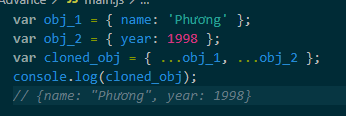 Advance > JS main.js > ...
var obj_1 = { name: 'Phương' };
var obj_2 = { year: 1998 };
var cloned_obj = { ...obj_1, ...obj_2 };
console.log(cloned_obj);
// {name: "Phương", year: 1998}